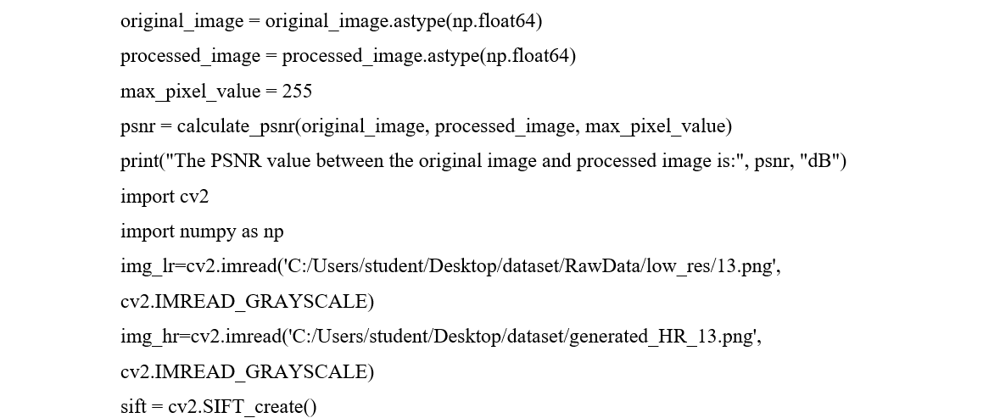 original_image = original_image.astype(np.float64)
processed_image = processed_image.astype(np.float64)
max_pixel_value = 255
psnr = calculate_psnr(original_image, processed_image, max_pixel_value)
print("The PSNR value between the original image and processed image is:", psnr, "dB")
import cv2
import numpy as np
img_lr=cv2.imread('C:/Users/student/Desktop/dataset/RawData/low_res/13.png',
cv2.IMREAD_GRAYSCALE)
img_hr=cv2.imread('C:/Users/student/Desktop/dataset/generated_HR_13.png',
cv2.IMREAD_GRAYSCALE)
sift = cv2.SIFT_create()